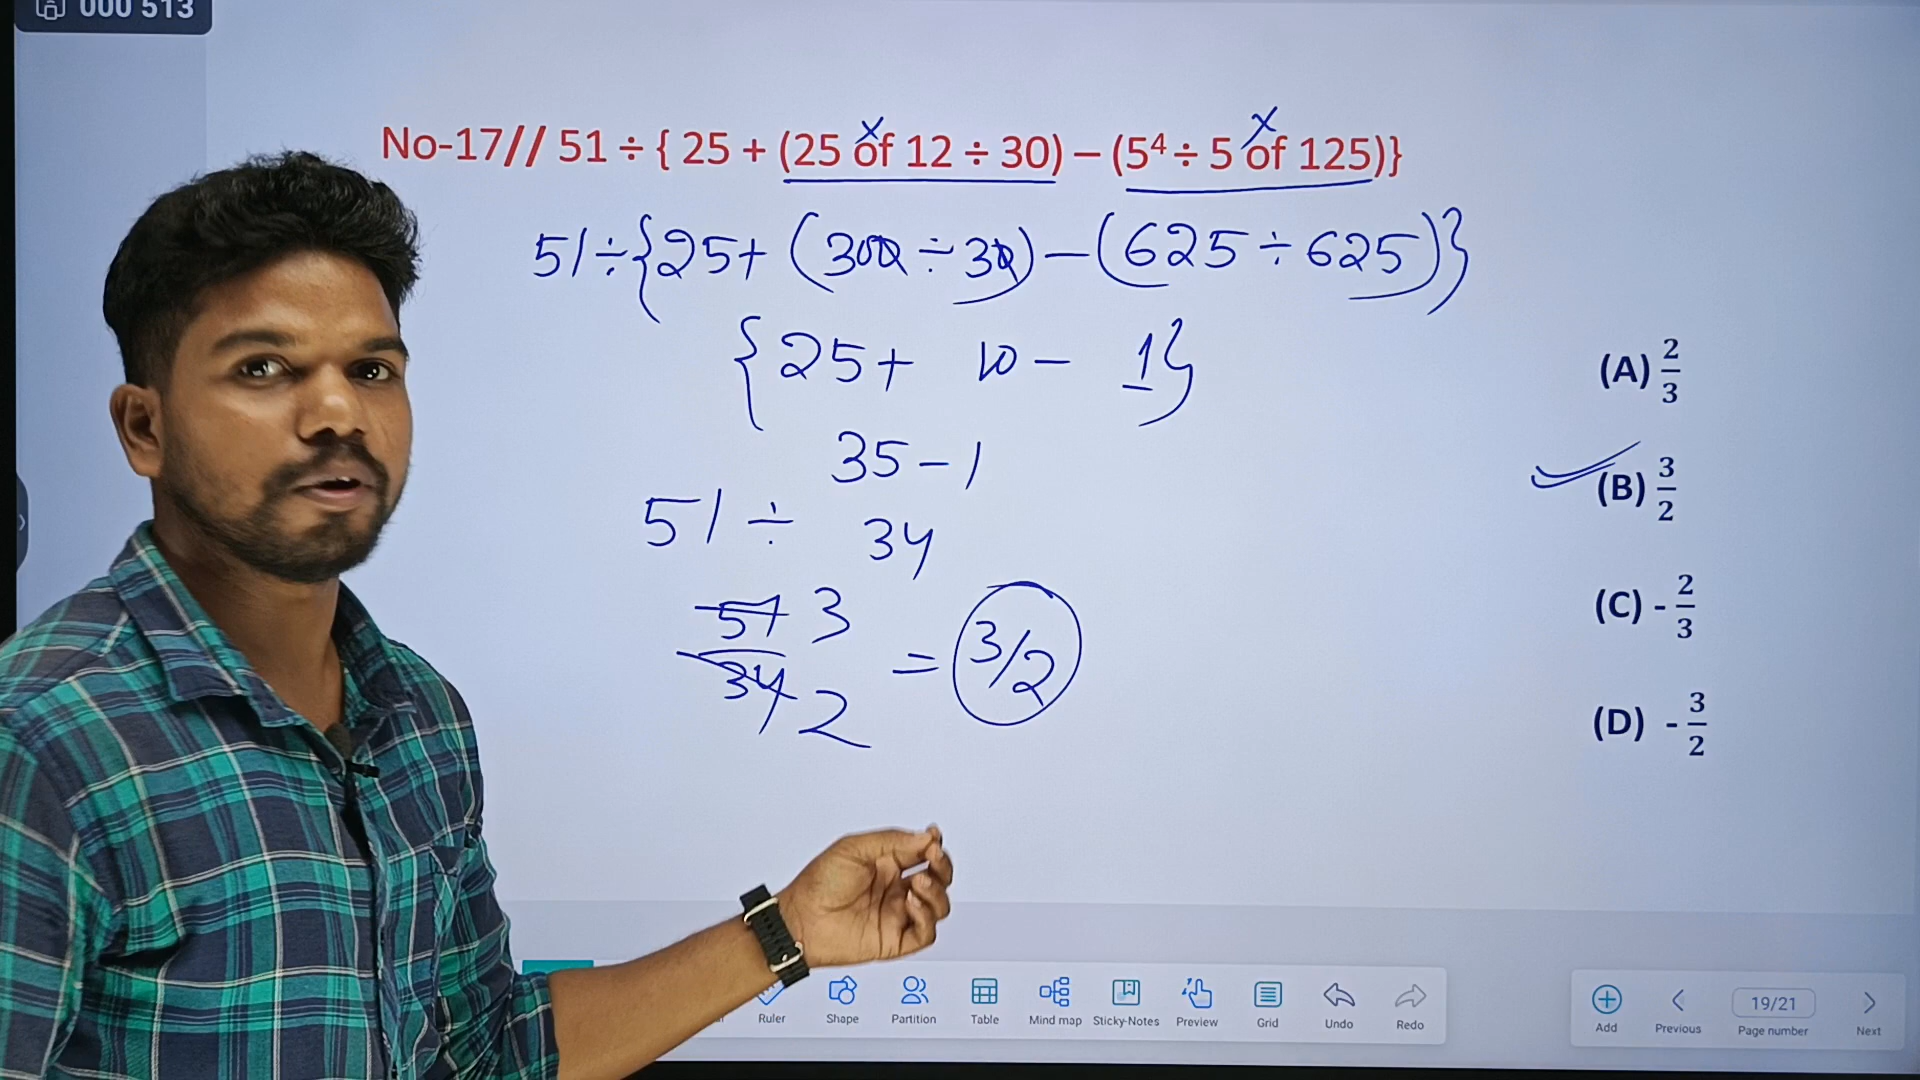 000 513
No-17// 51 ÷ { 25 + (25 of 12 ÷ 30) – (5⁴ ÷ 5 of 125)}
x x
51÷{25+(300÷30)–(625÷625)}
{25+ 10 – 1}
35–1
51 ÷ 34
51 3
34 2
= 3/2
(A) 2/3
(B) 3/2
(C) - 2/3
(D) - 3/2
Ruler Shape Partition Table Mind map Sticky-Notes Preview Grid Undo Redo
Add Previous 19/21 Page number Next